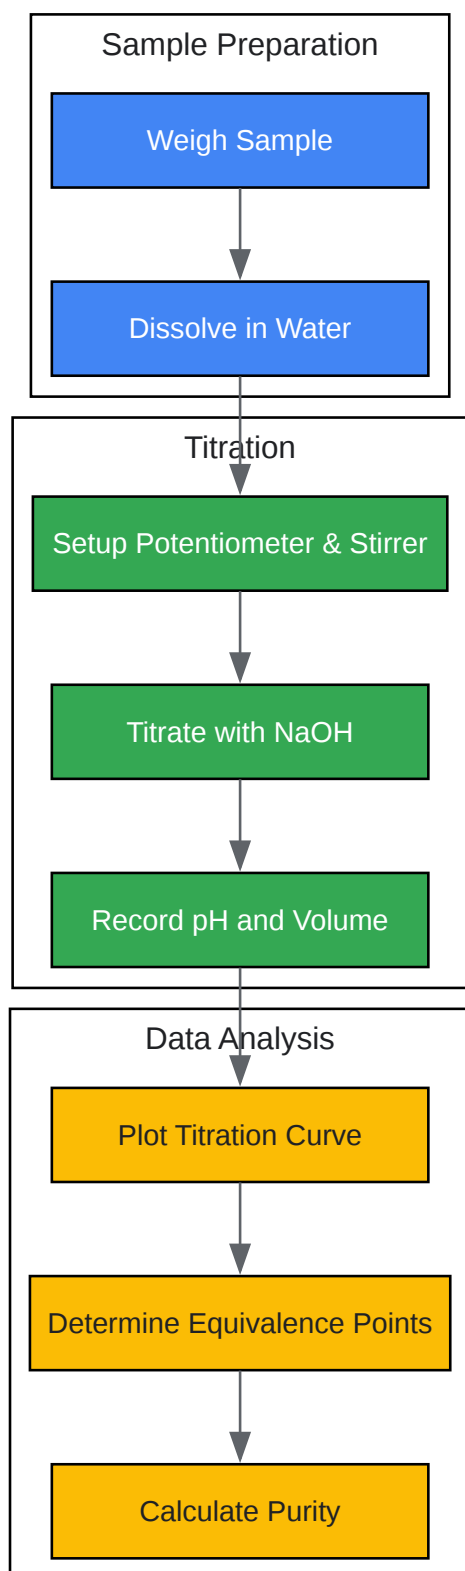 Sample Preparation
Weigh Sample
Dissolve in Water
Titration
Setup Potentiometer & Stirrer
Titrate with NaOH
Record pH and Volume
Data Analysis
Plot Titration Curve
Determine Equivalence Points
Calculate Purity